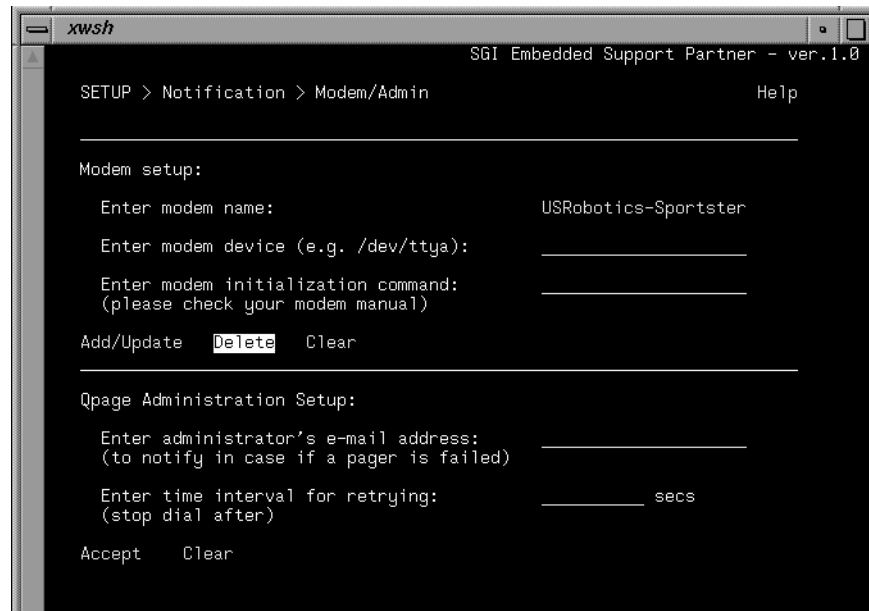 xwsh
SGI Embedded Support Partner - ver.1.0
SETUP > Notification > Modem/Admin Help
Modem setup:
Enter modem name: USRobotics-Sportster
Enter modem device (e.g. /dev/ttya):
Enter modem initialization command:
(please check your modem manual)
Add/Update Delete Clear
Qpage Administration Setup:
Enter administrator's e-mail address:
(to notify in case if a pager is failed)
Enter time interval for retrying: secs
(stop dial after)
Accept Clear